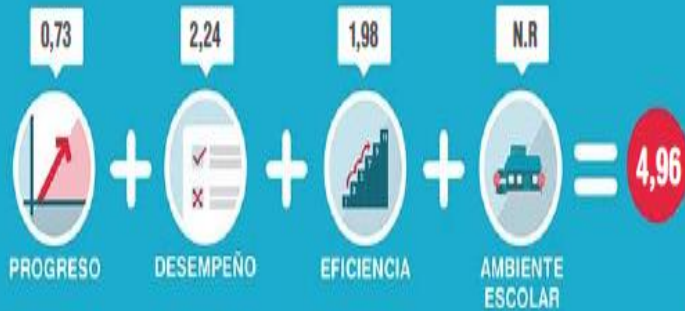 0,73
2,24
1,98
N.R
4,96
PROGRESO
DESEMPEÑO
EFICIENCIA
AMBIENTE
ESCOLAR